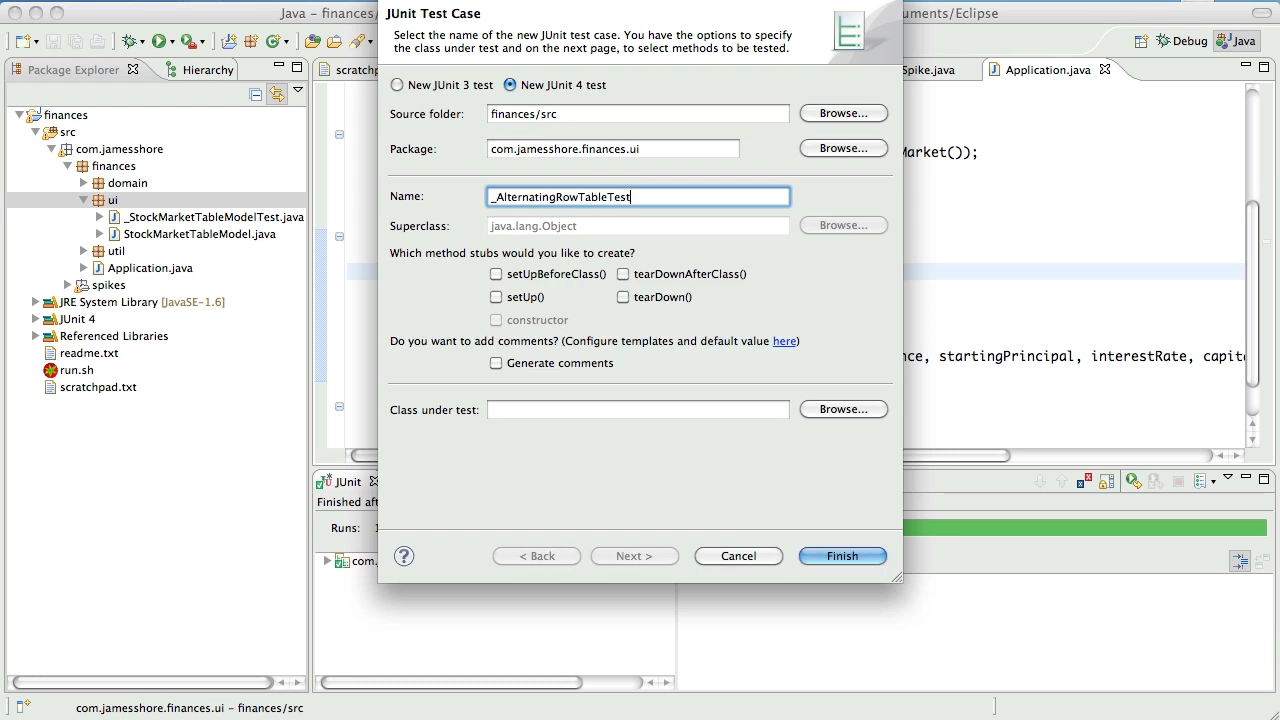 Java – finances/
JUnit Test Case
uments/Eclipse
Select the name of the new JUnit test case. You have the options to specify
the class under test and on the next page, to select methods to be tested.
Debug
Java
Package Explorer
Hierarchy
scratchp
Spike.java
Application.java
New JUnit 3 test
New JUnit 4 test
Source folder:
finances/src
Browse...
Package:
com.jamesshore.finances.ui
Browse...
Name:
_AlternatingRowTableTest
Superclass:
java.lang.Object
Browse...
Which method stubs would you like to create?
setUpBeforeClass()
tearDownAfterClass()
setUp()
tearDown()
constructor
Do you want to add comments? (Configure templates and default value here)
Generate comments
Class under test:
Browse...
?
< Back
Next >
Cancel
Finish
finances
src
com.jamesshore
finances
domain
ui
_StockMarketTableModelTest.java
StockMarketTableModel.java
util
Application.java
spikes
JRE System Library [JavaSE-1.6]
JUnit 4
Referenced Libraries
readme.txt
run.sh
scratchpad.txt
Market());
nce, startingPrincipal, interestRate, capit
JUnit
Finished afte
Runs:
com.
com.jamesshore.finances.ui – finances/src